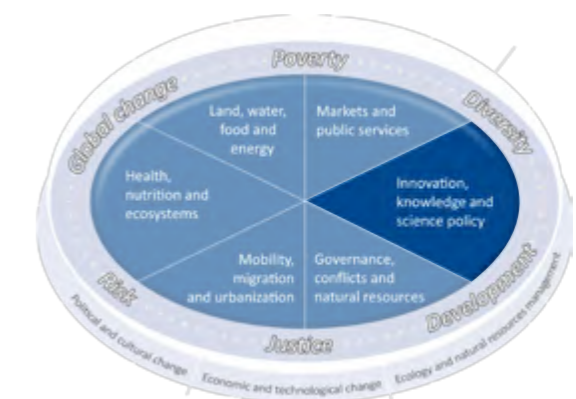 Poverty
Global change
Diversity
Land, water,
food and
energy
Markets and
public services
Health,
nutrition and
ecosystems
Innovation,
knowledge and
science policy
Mobility,
migration
and urbanization
Governance,
conflicts and
natural resources
Risk
Development
Justice
Political and cultural change
Economic and technological change
Ecology and natural resources management